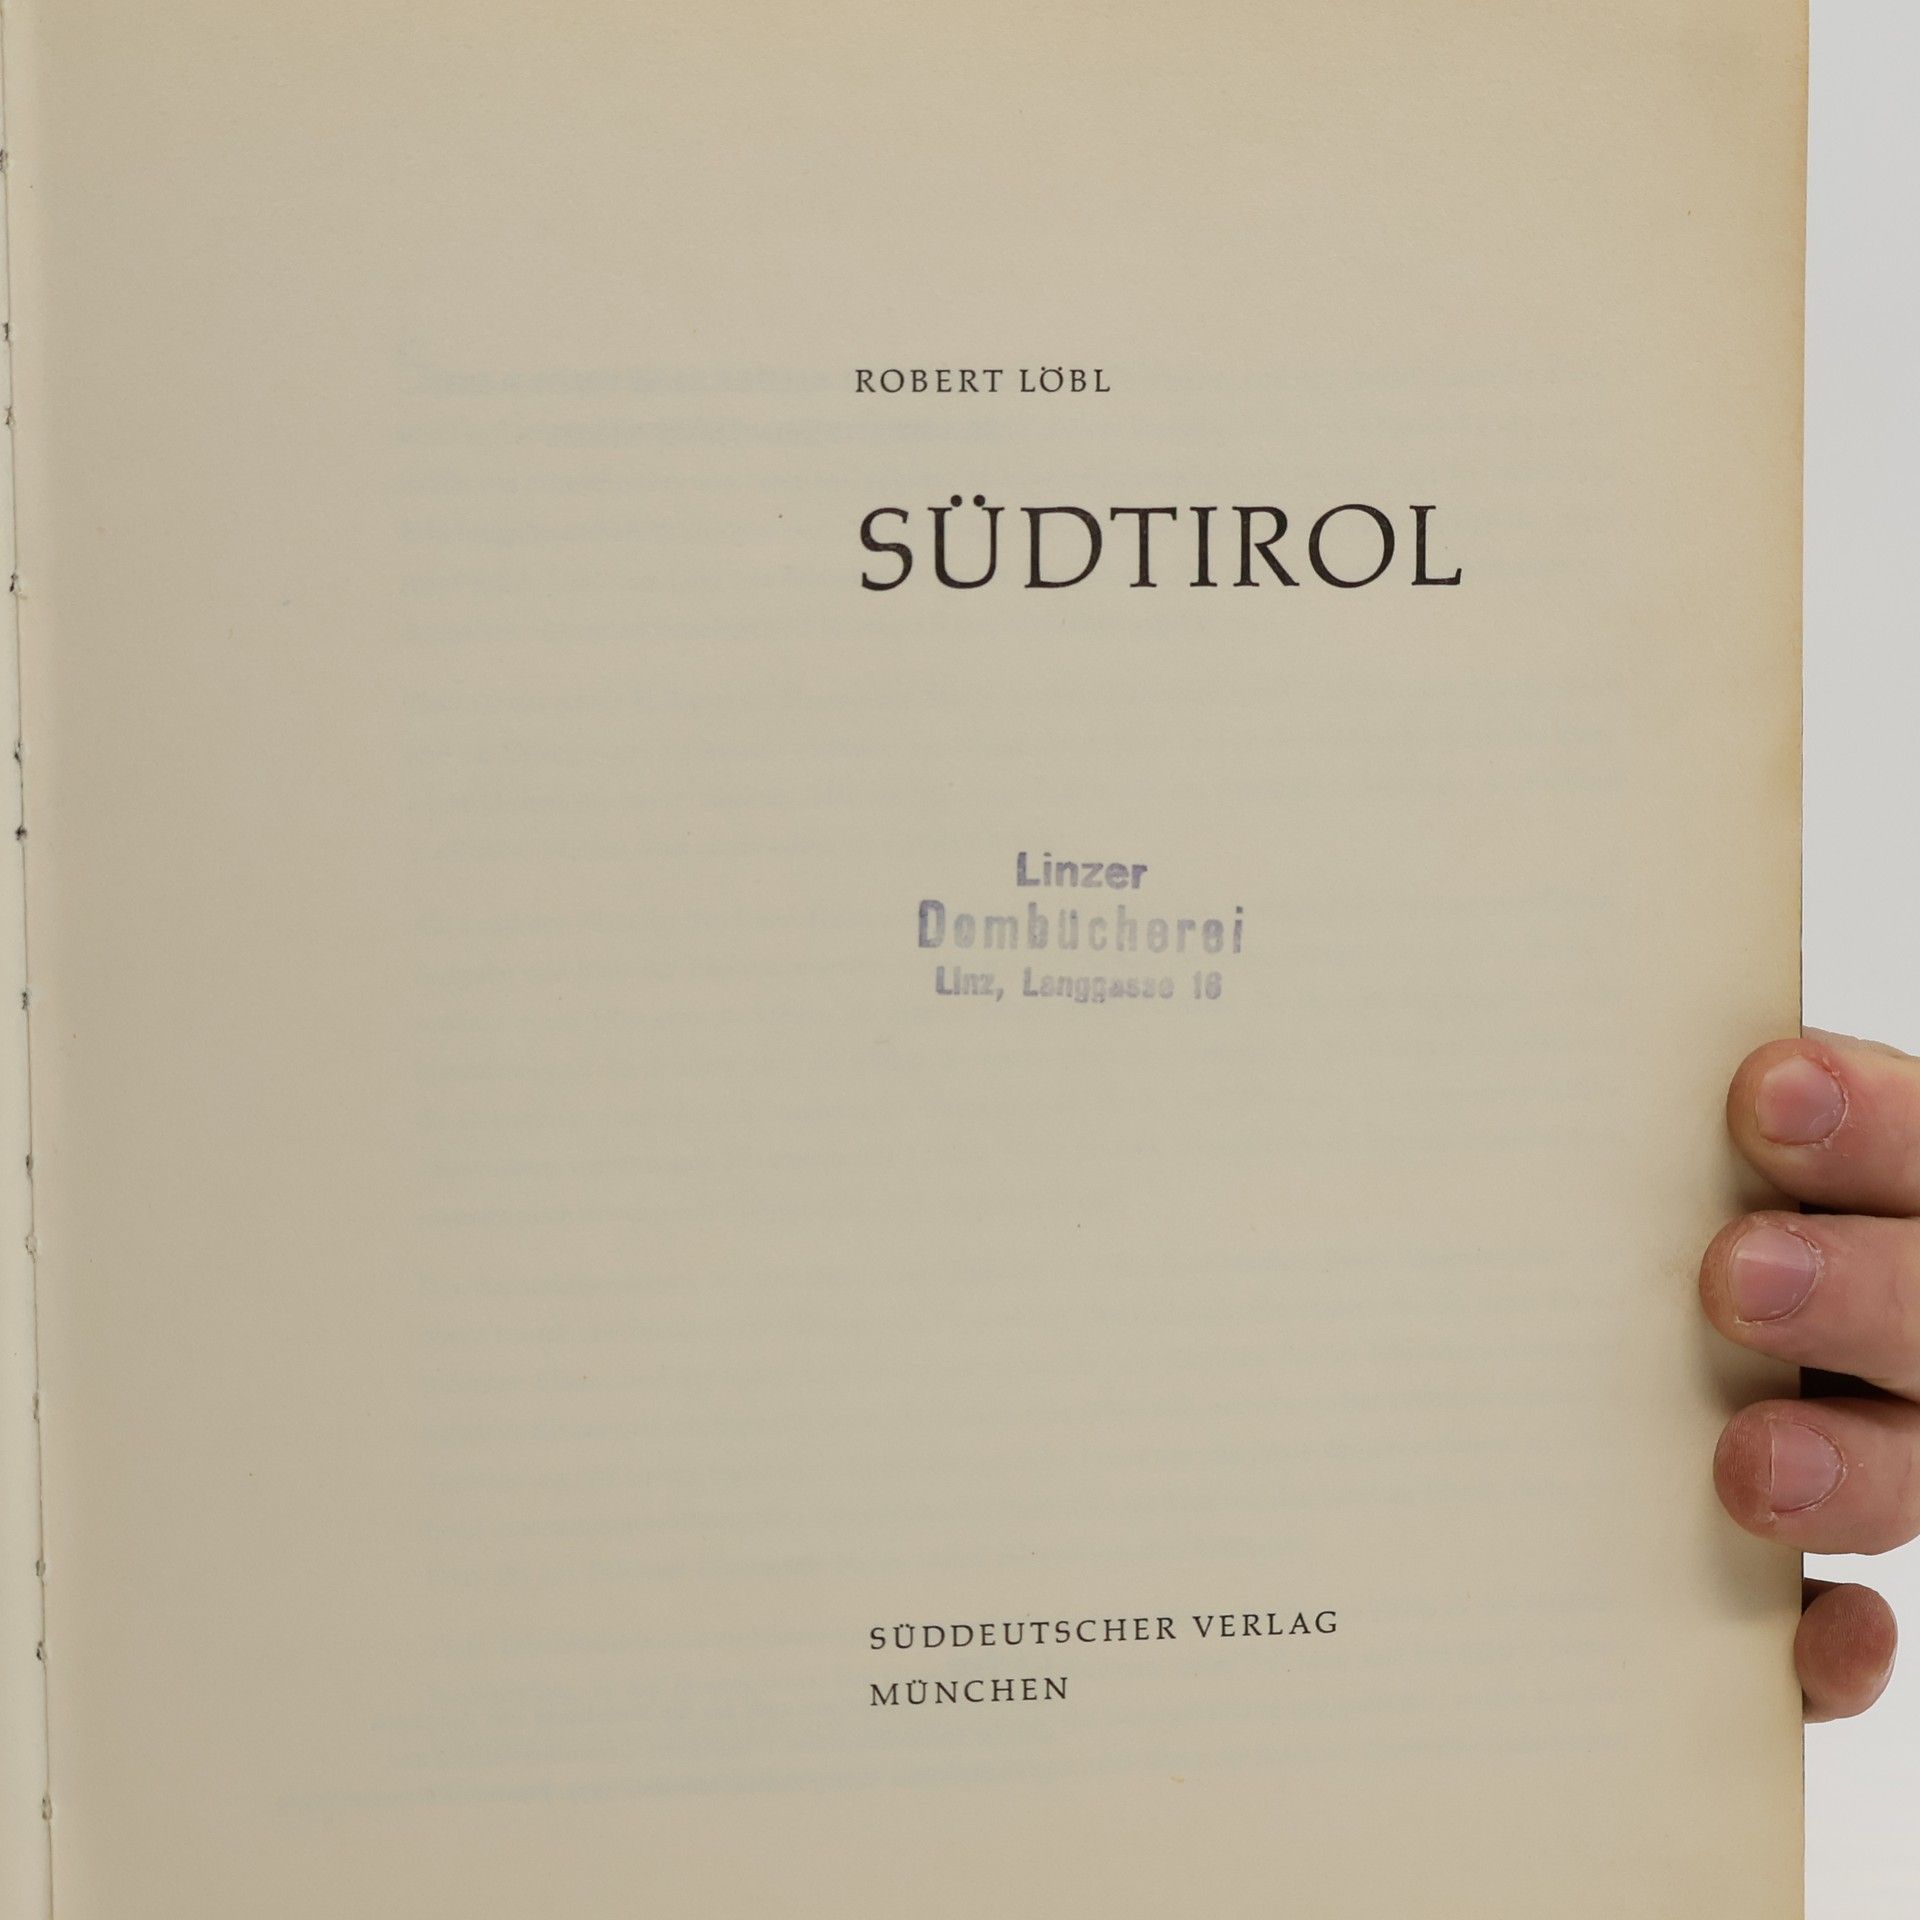 ROBERT LÖBL
SÜDTIROL
Linzer
Dombücherei
Linz, Langgasse 16
SÜDDEUTSCHER VERLAG
MÜNCHEN